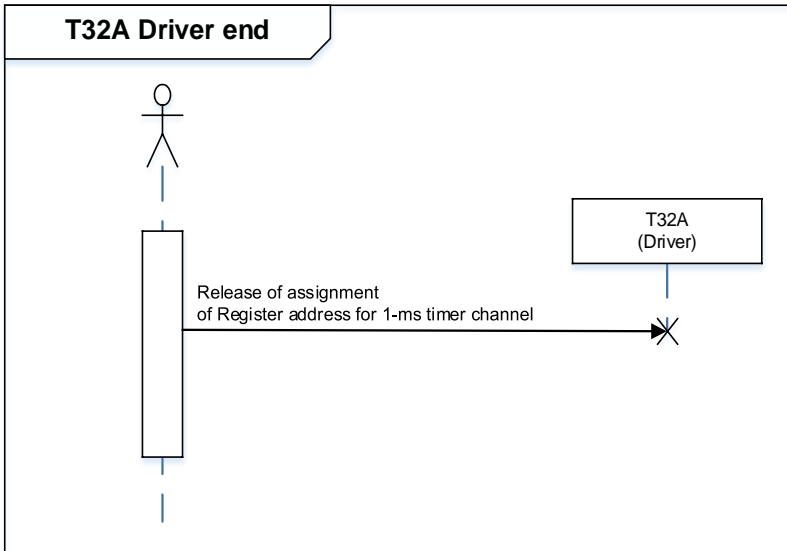 T32A Driver end
T32A
(Driver)
Release of assignment
of Register address for 1-ms timer channel